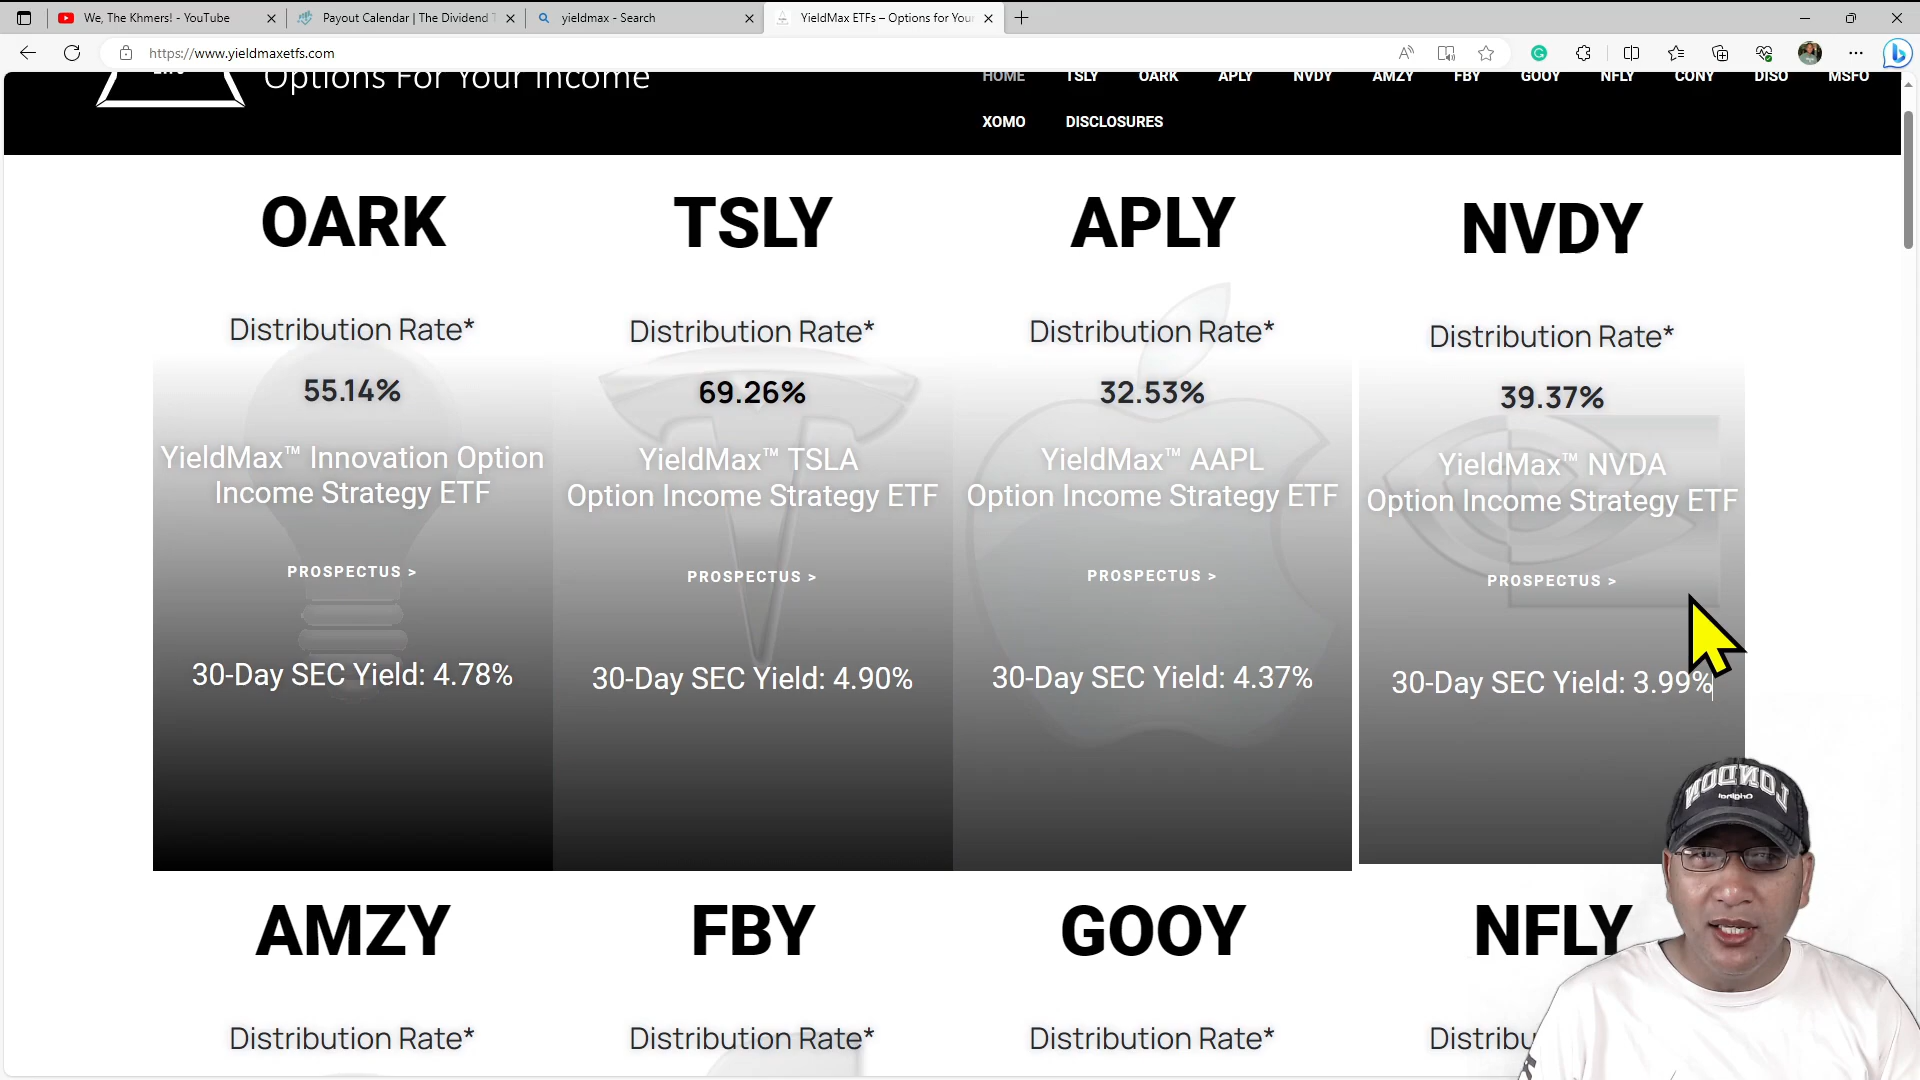 We, The Khmers! - YouTube
Payout Calendar | The Dividend
yieldmax - Search
YieldMax ETFs – Options for Your
https://www.yieldmaxetfs.com
Options For Your Income
HOME TSLY OARK APLY NVDY AMZY FBY GOOY NFLY CONY DISO MSFO
XOMO DISCLOSURES
OARK
TSLY
APLY
NVDY
Distribution Rate*
Distribution Rate*
Distribution Rate*
Distribution Rate*
55.14%
69.26%
32.53%
39.37%
YieldMax™ Innovation Option
Income Strategy ETF
YieldMax™ TSLA
Option Income Strategy ETF
YieldMax™ AAPL
Option Income Strategy ETF
YieldMax™ NVDA
Option Income Strategy ETF
PROSPECTUS >
PROSPECTUS >
PROSPECTUS >
PROSPECTUS >
30-Day SEC Yield: 4.78%
30-Day SEC Yield: 4.90%
30-Day SEC Yield: 4.37%
30-Day SEC Yield: 3.99%
AMZY
FBY
GOOY
NFLY
Distribution Rate*
Distribution Rate*
Distribution Rate*
LONDON